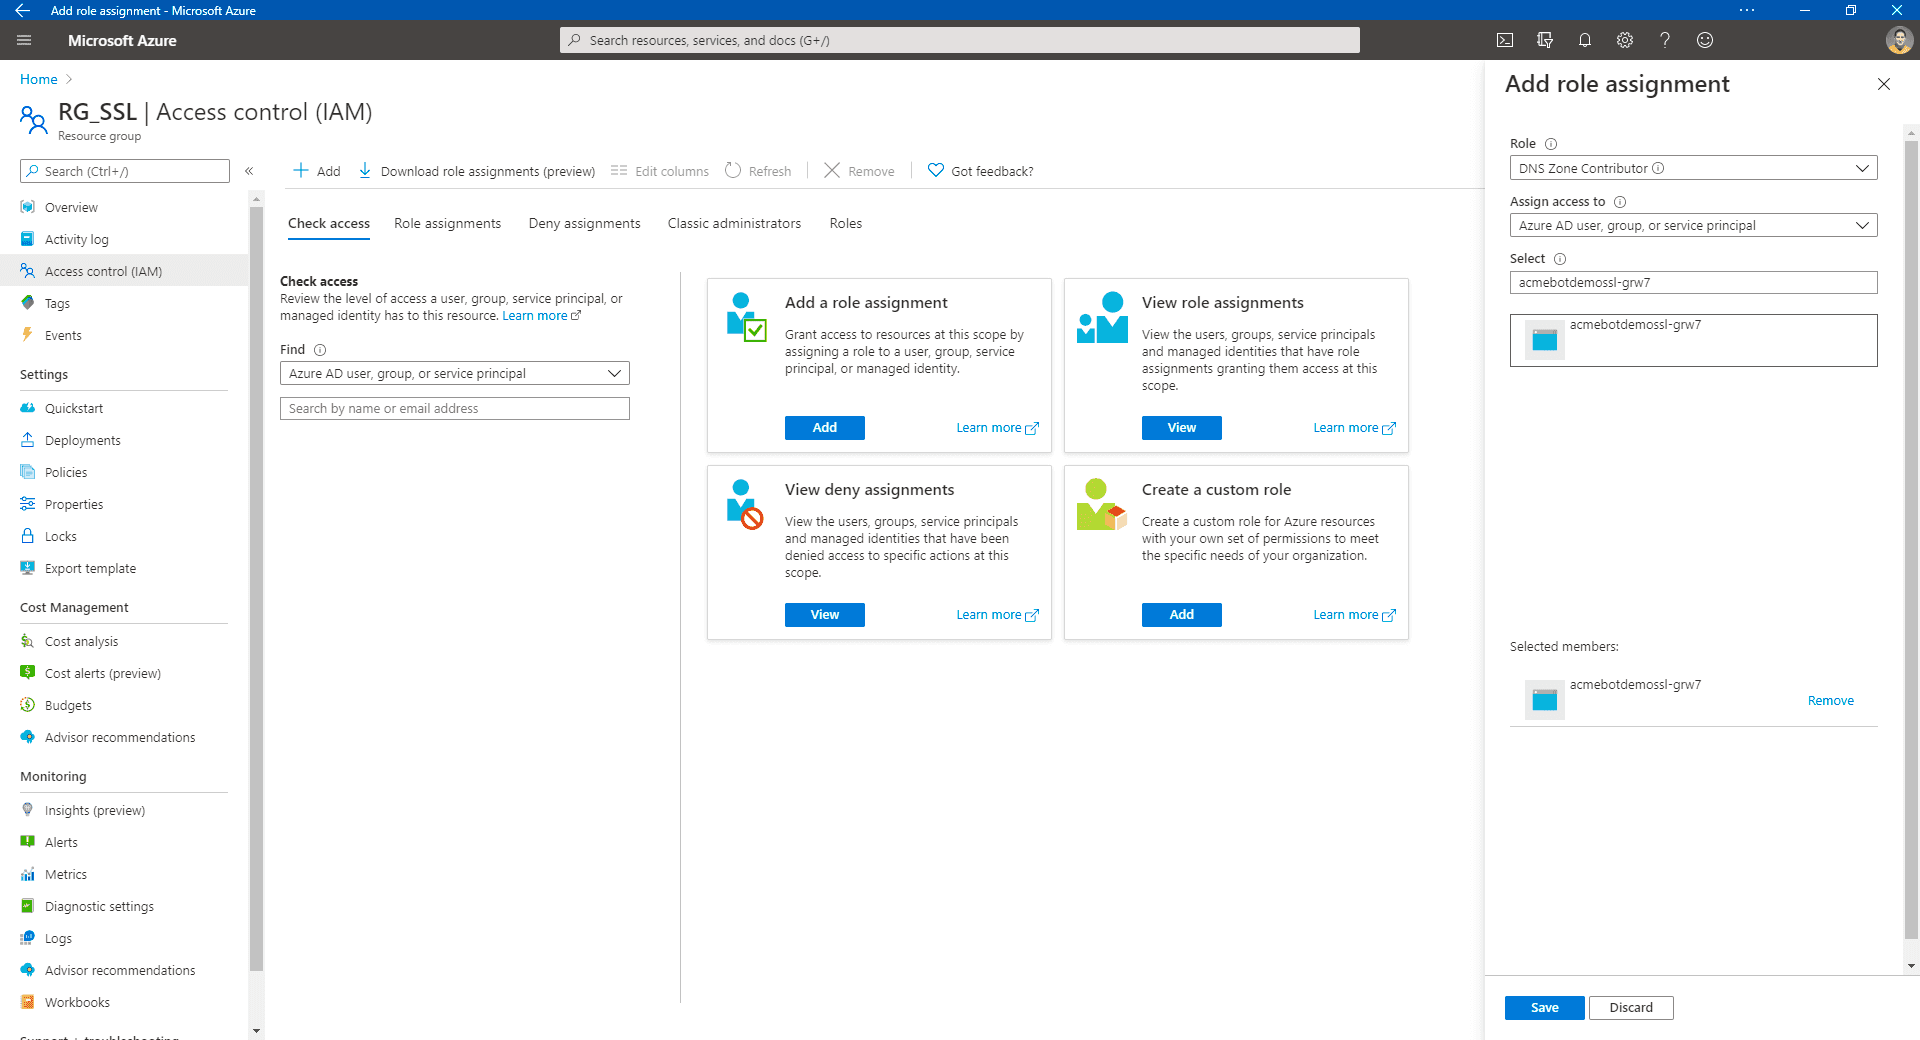 Add role assignment - Microsoft Azure
Microsoft Azure
Search resources, services, and docs (G+/)
Home
RG_SSL | Access control (IAM)
Resource group
Search (Ctrl+/)
Overview
Activity log
Access control (IAM)
Tags
Events
Settings
Quickstart
Deployments
Policies
Properties
Locks
Export template
Cost Management
Cost analysis
Cost alerts (preview)
Budgets
Advisor recommendations
Monitoring
Insights (preview)
Alerts
Metrics
Diagnostic settings
Logs
Advisor recommendations
Workbooks
Support + troubleshooting
Add
Download role assignments (preview)
Edit columns
Refresh
Remove
Got feedback?
Check access
Role assignments
Deny assignments
Classic administrators
Roles
Check access
Review the level of access a user, group, service principal, or
managed identity has to this resource. Learn more
Find
Azure AD user, group, or service principal
Search by name or email address
Add a role assignment
Grant access to resources at this scope by
assigning a role to a user, group, service
principal, or managed identity.
Add
Learn more
View role assignments
View the users, groups, service principals
and managed identities that have role
assignments granting them access at this
scope.
View
Learn more
View deny assignments
View the users, groups, service principals
and managed identities that have been
denied access to specific actions at this
scope.
View
Learn more
Create a custom role
Create a custom role for Azure resources
with your own set of permissions to meet
the specific needs of your organization.
Add
Learn more
Add role assignment
Role
DNS Zone Contributor
Assign access to
Azure AD user, group, or service principal
Select
acmebotdemossl-grw7
acmebotdemossl-grw7
Selected members:
acmebotdemossl-grw7
Remove
Save
Discard